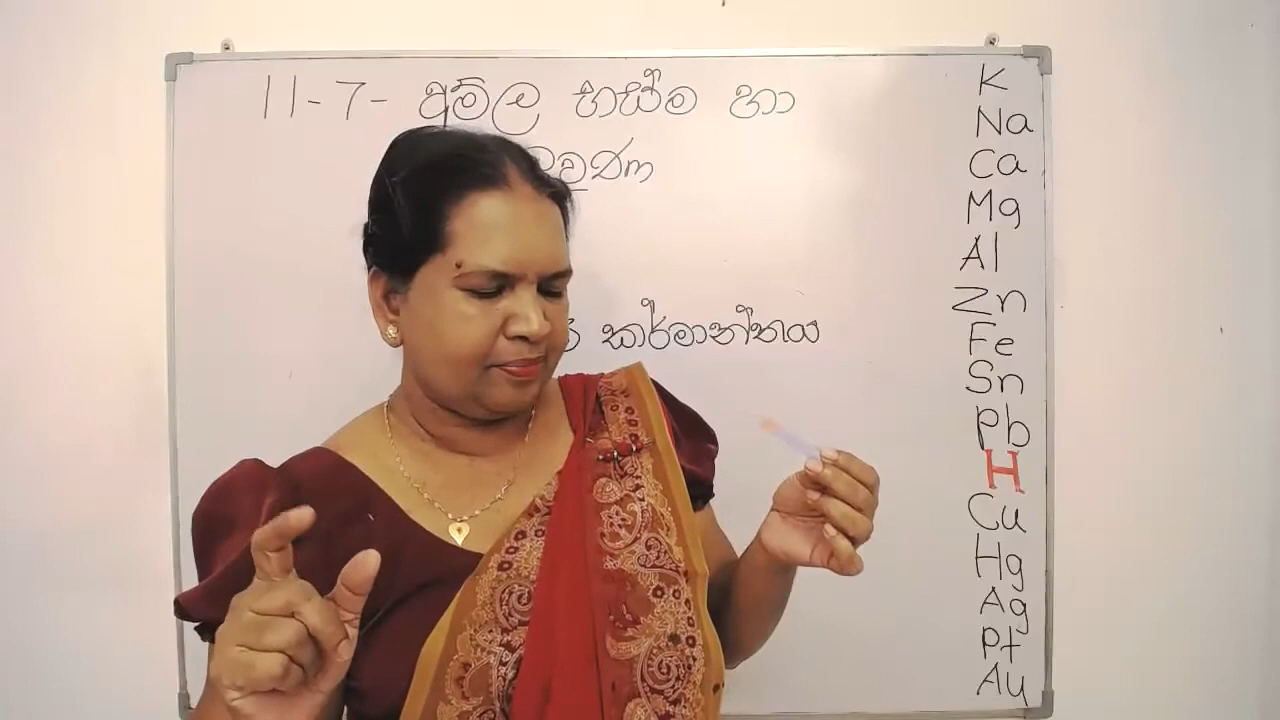 11-7- අම්ල භස්ම හා
ලවණ
කර්මාන්තය
K
Na
Ca
Mg
Al
Zn
Fe
Sn
Pb
H
Cu
Hg
Ag
Pt
Au